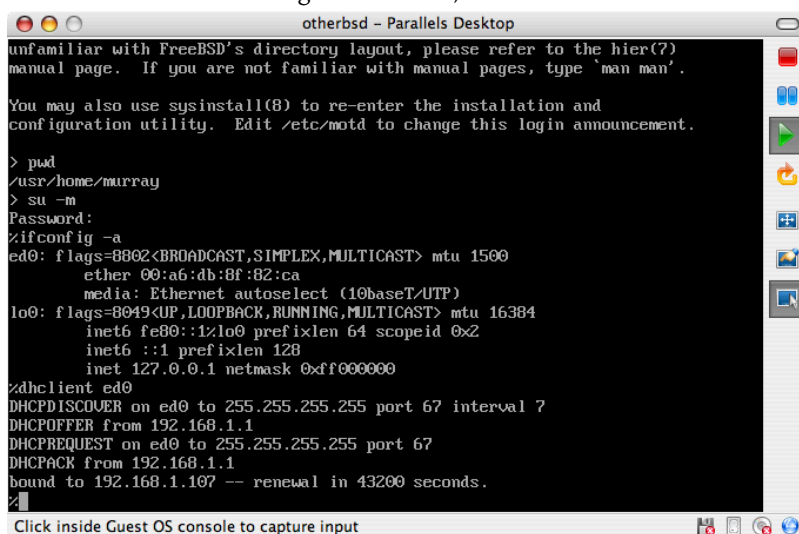 otherbsd – Parallels Desktop
unfamiliar with FreeBSD's directory layout, please refer to the hier(7)
manual page.  If you are not familiar with manual pages, type `man man'.
You may also use sysinstall(8) to re-enter the installation and
configuration utility.  Edit /etc/motd to change this login announcement.
> pwd
/usr/home/murray
> su -m
Password:
%ifconfig -a
ed0: flags=8802<BROADCAST,SIMPLEX,MULTICAST> mtu 1500
        ether 00:a6:db:8f:82:ca
        media: Ethernet autoselect (10baseT/UTP)
lo0: flags=8049<UP,LOOPBACK,RUNNING,MULTICAST> mtu 16384
        inet6 fe80::1%lo0 prefixlen 64 scopeid 0x2
        inet6 ::1 prefixlen 128
        inet 127.0.0.1 netmask 0xff000000
%dhclient ed0
DHCPDISCOVER on ed0 to 255.255.255.255 port 67 interval 7
DHCPOFFER from 192.168.1.1
DHCPREQUEST on ed0 to 255.255.255.255 port 67
DHCPACK from 192.168.1.1
bound to 192.168.1.107 -- renewal in 43200 seconds.
%
Click inside Guest OS console to capture input